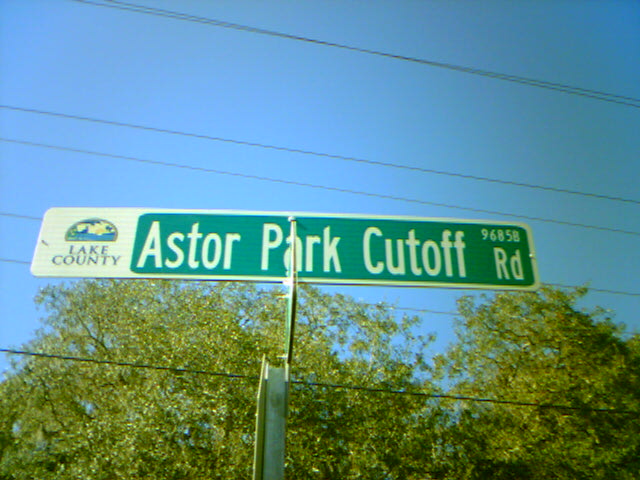 LAKE
COUNTY
Astor Park Cutoff Rd
9685B